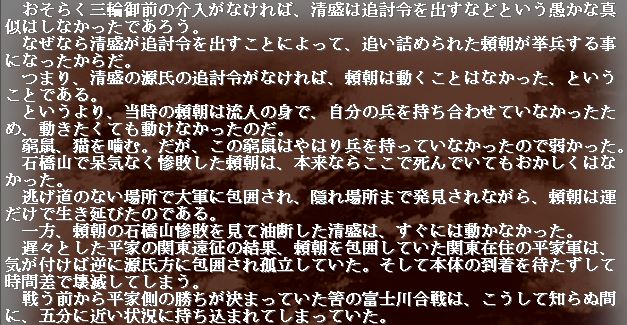 おそらく三輪御前の介入がなければ、清盛は追討令を出すなどという愚かな真
似はしなかったであろう。
　なぜなら清盛が追討令を出すことによって、追い詰められた頼朝が挙兵する事
になったからだ。
　つまり、清盛の源氏の追討令がなければ、頼朝は動くことはなかった、という
ことである。
　というより、当時の頼朝は流人の身で、自分の兵を持ち合わせていなかったた
め、動きたくても動けなかったのだ。
　窮鼠、猫を噛む。だが、この窮鼠はやはり兵を持っていなかったので弱かった。
　石橋山で呆気なく惨敗した頼朝は、本来ならここで死んでいてもおかしくはな
かった。
　逃げ道のない場所で大軍に包囲され、隠れ場所まで発見されながら、頼朝は運
だけで生き延びたのである。
　一方、頼朝の石橋山惨敗を見て油断した清盛は、すぐには動かなかった。
　遅々とした平家の関東遠征の結果、頼朝を包囲していた関東在住の平家軍は、
気が付けば逆に源氏方に包囲され孤立していた。そして本体の到着を待たずして
時間差で壊滅してしまう。
　戦う前から平家側の勝ちが決まっていた筈の富士川合戦は、こうして知らぬ間
に、五分に近い状況に持ち込まれてしまっていた。